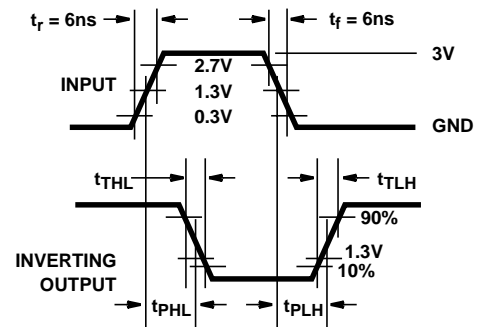 tr = 6ns
tf = 6ns
INPUT
2.7V
1.3V
0.3V
3V
GND
tTHL
tTLH
90%
1.3V
10%
INVERTING
OUTPUT
tPHL
tPLH